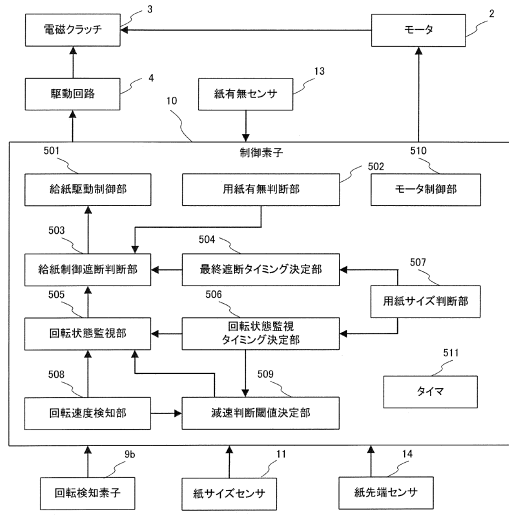 3
電磁クラッチ
2
モータ
4
駆動回路
13
紙有無センサ
10
制御素子
501
給紙駆動制御部
502
用紙有無判断部
510
モータ制御部
503
給紙制御遮断判断部
504
最終遮断タイミング決定部
507
用紙サイズ判断部
505
回転状態監視部
506
回転状態監視
タイミング決定部
508
回転速度検知部
509
減速判断閾値決定部
511
タイマ
9b
回転検知素子
11
紙サイズセンサ
14
紙先端センサ